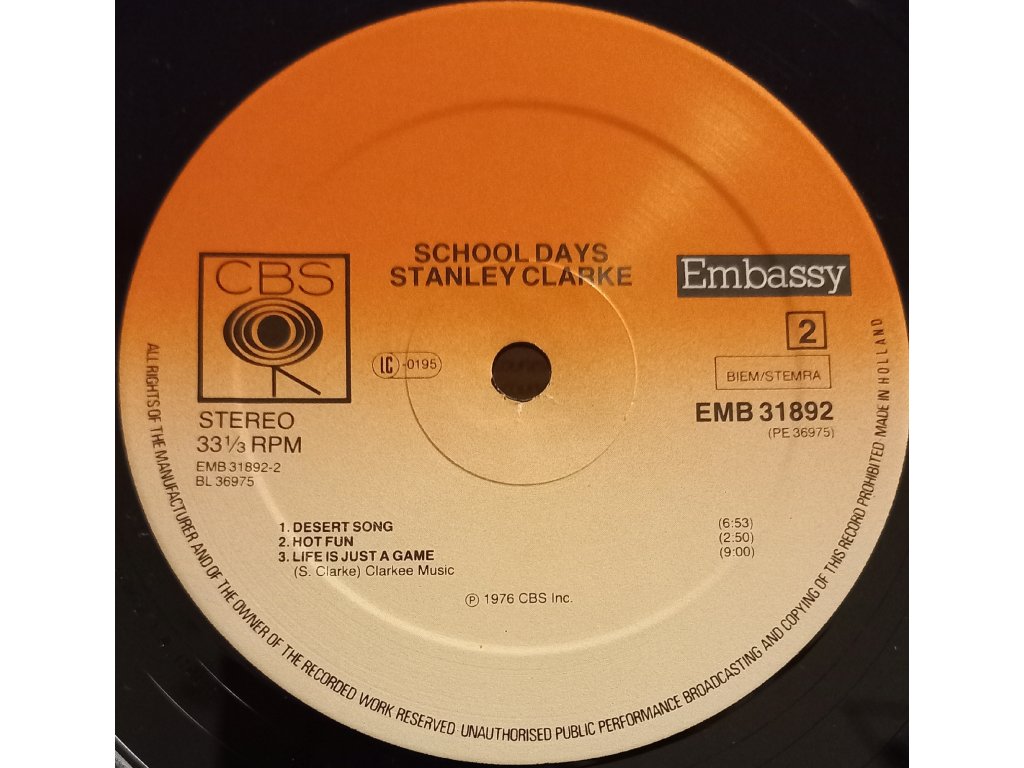 SCHOOL DAYS
STANLEY CLARKE
CBS
Embassy
2
LC-0195
BIEM/STEMRA
STEREO
33 1/3 RPM
EMB 31892
(PE 36975)
EMB 31892-2
BL 36975
1. DESERT SONG (6:53)
2. HOT FUN (2.50)
3. LIFE IS JUST A GAME (9:00)
(S. Clarke) Clarkee Music
℗ 1976 CBS Inc.
ALL RIGHTS OF THE MANUFACTURER AND OF THE OWNER OF THE RECORDED WORK RESERVED · UNAUTHORISED PUBLIC PERFORMANCE BROADCASTING AND COPYING OF THIS RECORD PROHIBITED · MADE IN HOLLAND